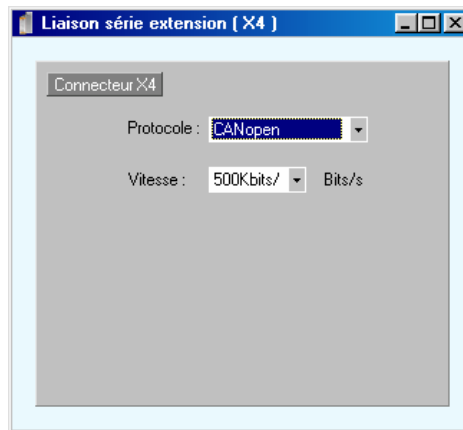 Liaison série extension ( X4 )
Connecteur X4
Protocole : CANopen
Vitesse : 500Kbits/ Bits/s